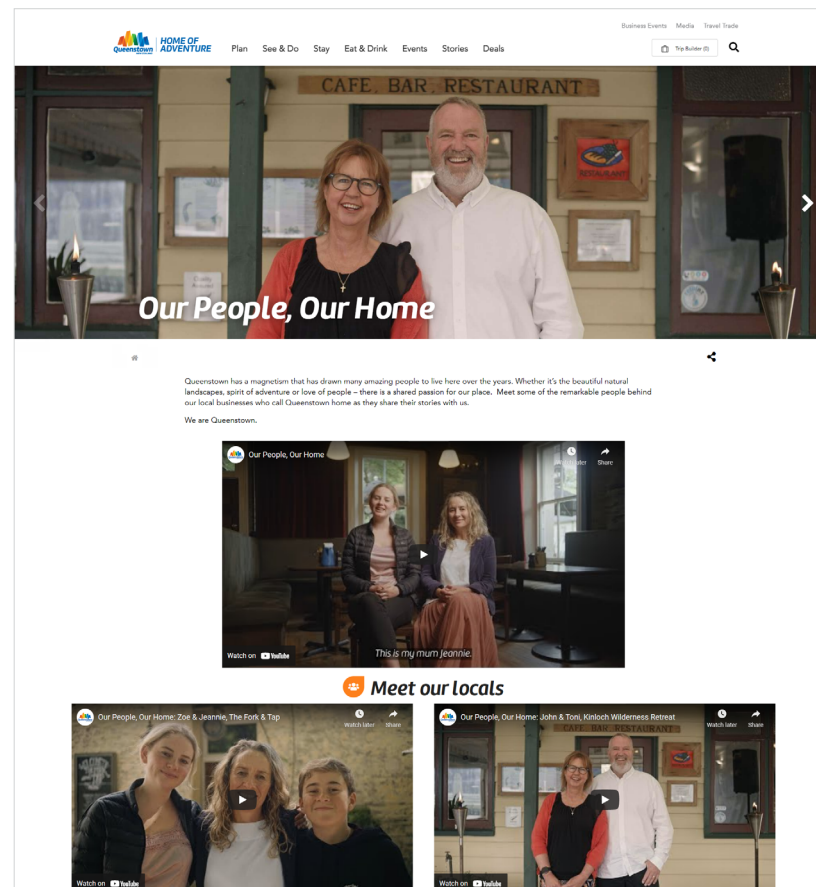 Business Events Media Travel Trade
Queenstown
HOME OF
ADVENTURE
Plan See & Do Stay Eat & Drink Events Stories Deals
Trip Builder (0)
CAFE. BAR. RESTAURANT
RESTAURANT
Our People, Our Home
Queenstown has a magnetism that has drawn many amazing people to live here over the years. Whether it's the beautiful natural
landscapes, spirit of adventure or love of people – there is a shared passion for our place. Meet some of the remarkable people behind
our local businesses who call Queenstown home as they share their stories with us.
We are Queenstown.
Our People, Our Home
Watch later Share
This is my mum Jeannie.
Watch on YouTube
Meet our locals
Our People, Our Home: Zoe & Jeannie, The Fork & Tap
Watch later Share
Watch on YouTube
Our People, Our Home: John & Toni, Kinloch Wilderness Retreat
Watch later Share
CAFE. BAR. RESTAURANT
Watch on YouTube